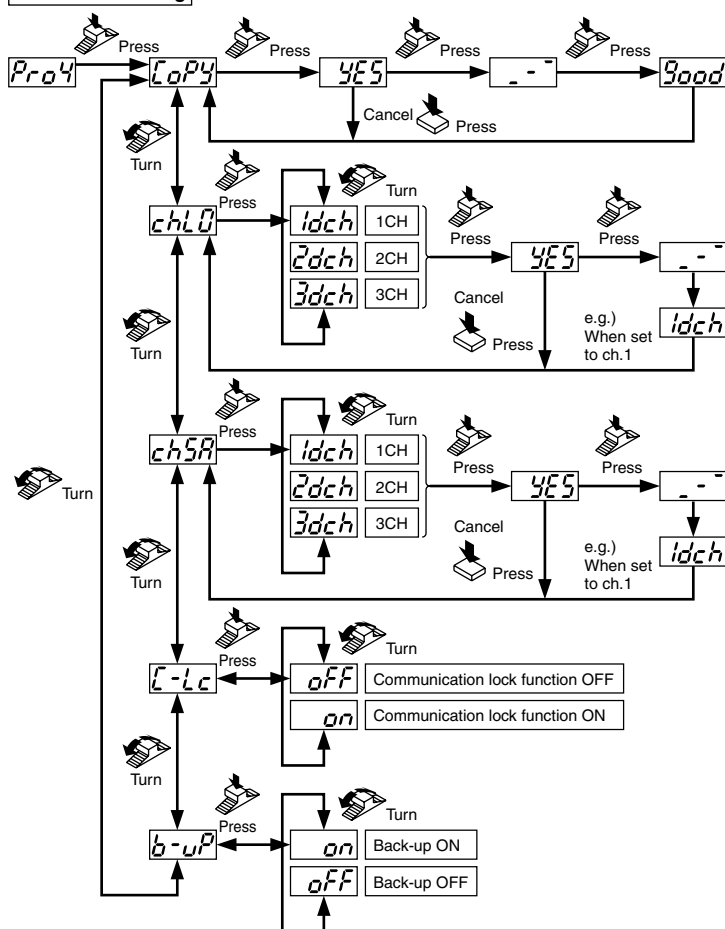 Press Press Press Press
Pro4 CoPy YES _-¯ good
Cancel
Press
Turn
Press
Turn
chLO 1dch 1CH
Press Press
2dch 2CH YES _-¯
3dch 3CH
Cancel
Press
e.g.)
When set
to ch.1
1dch
Turn
Press
Turn
chSA 1dch 1CH
Press Press
2dch 2CH YES _-¯
3dch 3CH
Cancel
Press
e.g.)
When set
to ch.1
1dch
Turn
Turn
Press
Turn
C-Lc oFF Communication lock function OFF
on Communication lock function ON
Turn
Press
Turn
b-uP on Back-up ON
oFF Back-up OFF